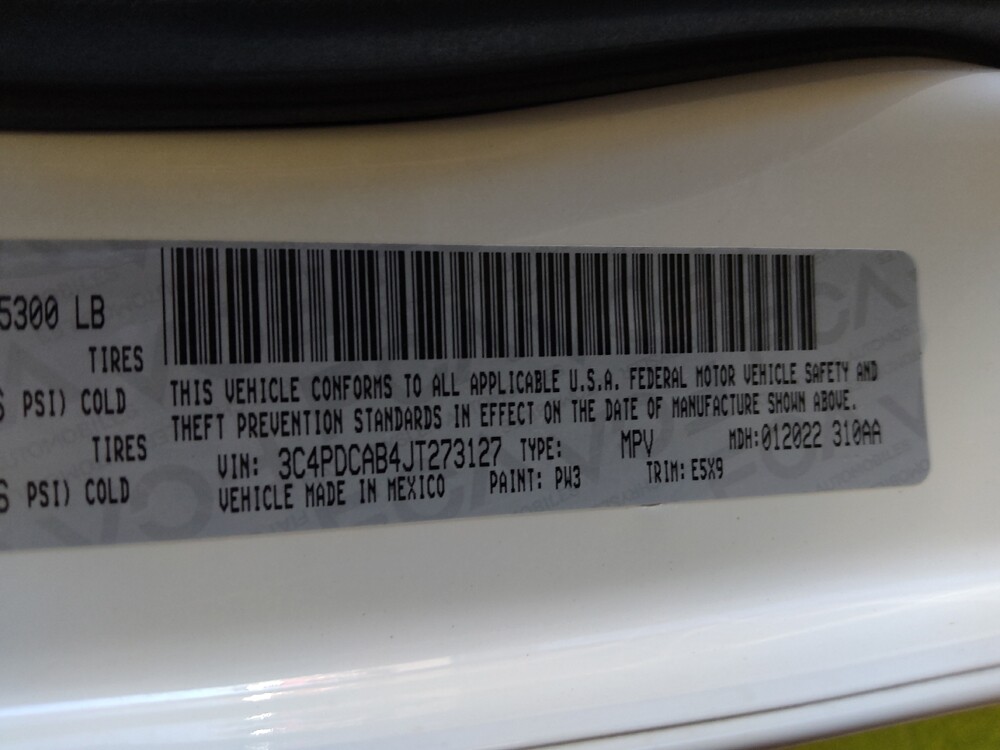 5300 LB
TIRES
PSI) COLD
TIRES
PSI) COLD
THIS VEHICLE CONFORMS TO ALL APPLICABLE U.S.A. FEDERAL MOTOR VEHICLE SAFETY AND
THEFT PREVENTION STANDARDS IN EFFECT ON THE DATE OF MANUFACTURE SHOWN ABOVE.
VIN: 3C4PDCAB4JT273127 TYPE: MPV MDH: 012022 310AA
VEHICLE MADE IN MEXICO PAINT: PW3 TRIM: E5X9